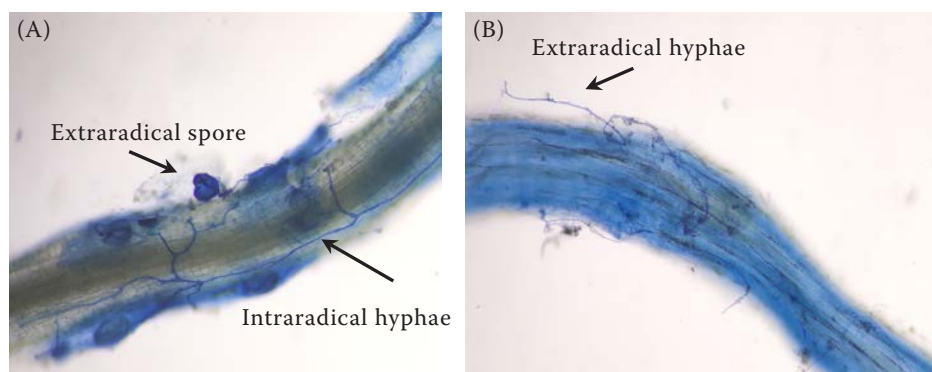 (A)
Extraradical spore
Intraradical hyphae
(B)
Extraradical hyphae